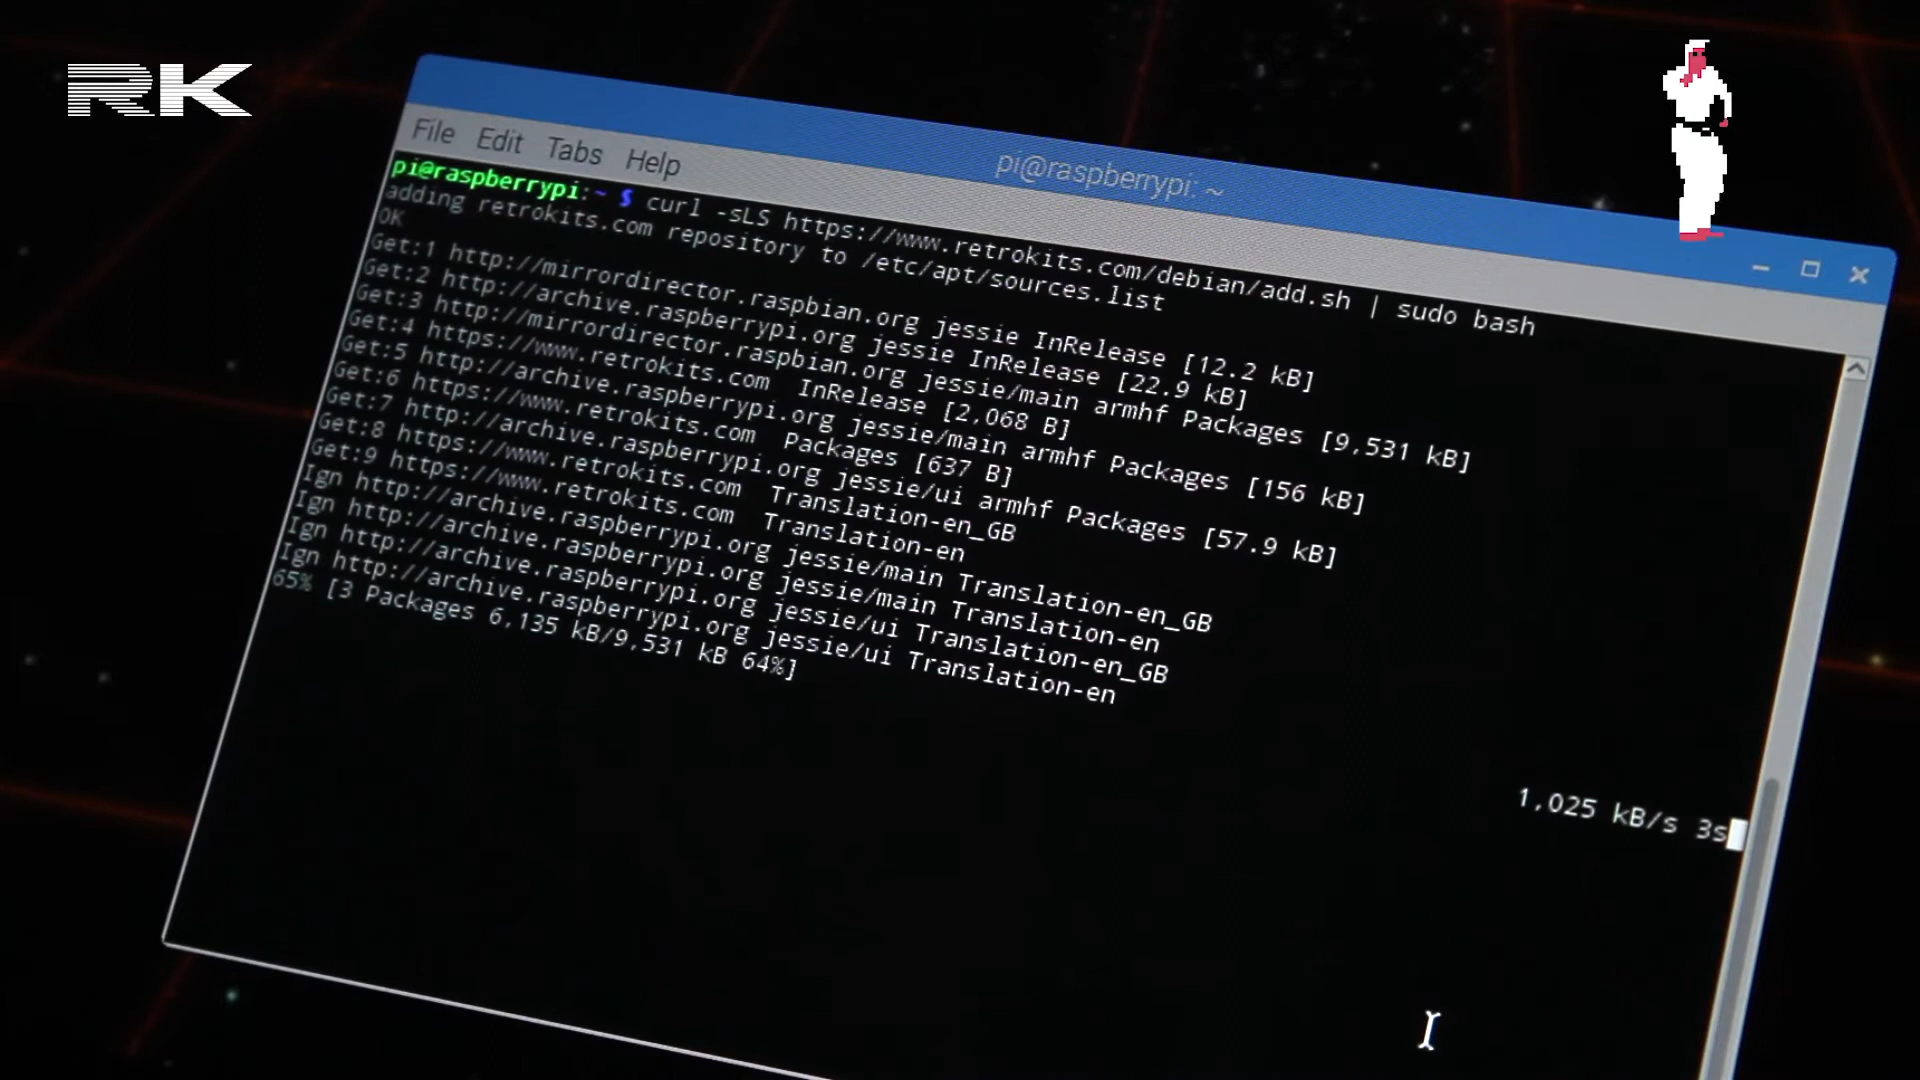 RK
pi@raspberrypi: ~
File Edit Tabs Help
pi@raspberrypi:~ $ curl -sLS https://www.retrokits.com/debian/add.sh | sudo bash
adding retrokits.com repository to /etc/apt/sources.list
OK
Get:1 http://mirrordirector.raspbian.org jessie InRelease [12.2 kB]
Get:2 http://archive.raspberrypi.org jessie InRelease [22.9 kB]
Get:3 http://mirrordirector.raspbian.org jessie/main armhf Packages [9,531 kB]
Get:4 https://www.retrokits.com  InRelease [2,068 B]
Get:5 http://archive.raspberrypi.org jessie/main armhf Packages [156 kB]
Get:6 https://www.retrokits.com  Packages [637 B]
Get:7 http://archive.raspberrypi.org jessie/ui armhf Packages [57.9 kB]
Get:8 https://www.retrokits.com  Translation-en_GB
Get:9 https://www.retrokits.com  Translation-en
Ign http://archive.raspberrypi.org jessie/main Translation-en_GB
Ign http://archive.raspberrypi.org jessie/main Translation-en
Ign http://archive.raspberrypi.org jessie/ui Translation-en_GB
Ign http://archive.raspberrypi.org jessie/ui Translation-en
65% [3 Packages 6,135 kB/9,531 kB 64%]
1,025 kB/s 3s